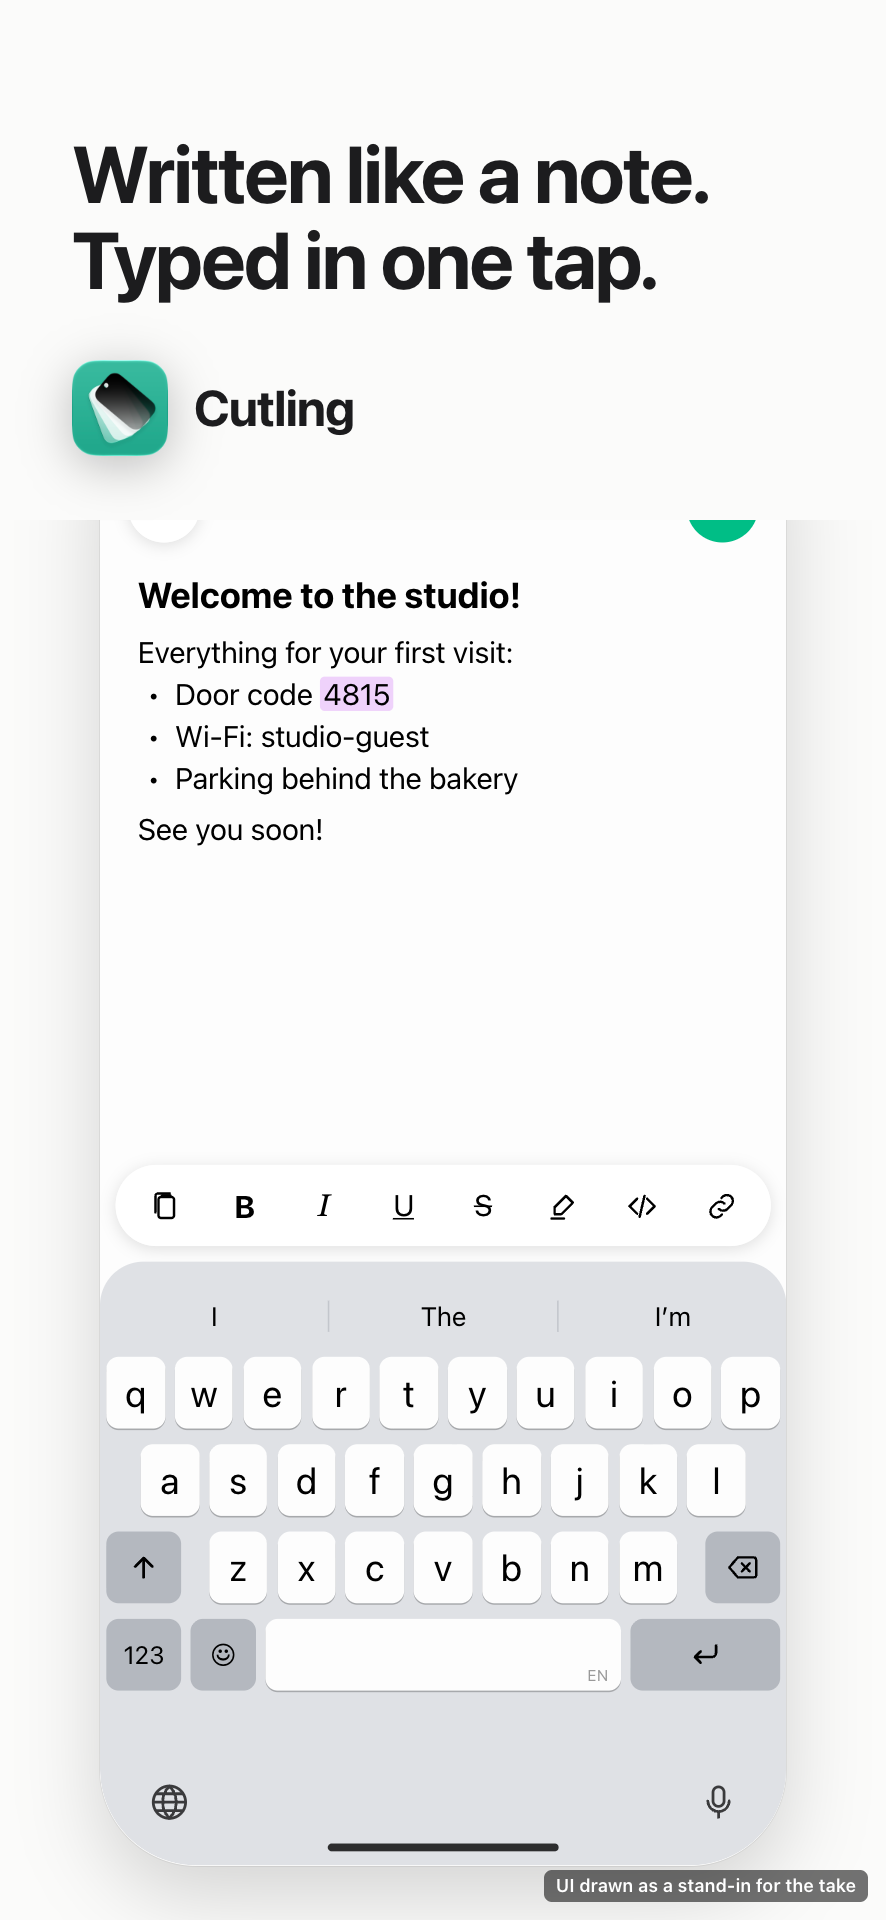 Written like a note.
Typed in one tap.
Cutling
Welcome to the studio!
Everything for your first visit:
• Door code 4815
• Wi-Fi: studio-guest
• Parking behind the bakery
See you soon!
B I U S </>
I The I’m
q w e r t y u i o p
a s d f g h j k l
z x c v b n m
123 EN
UI drawn as a stand-in for the take